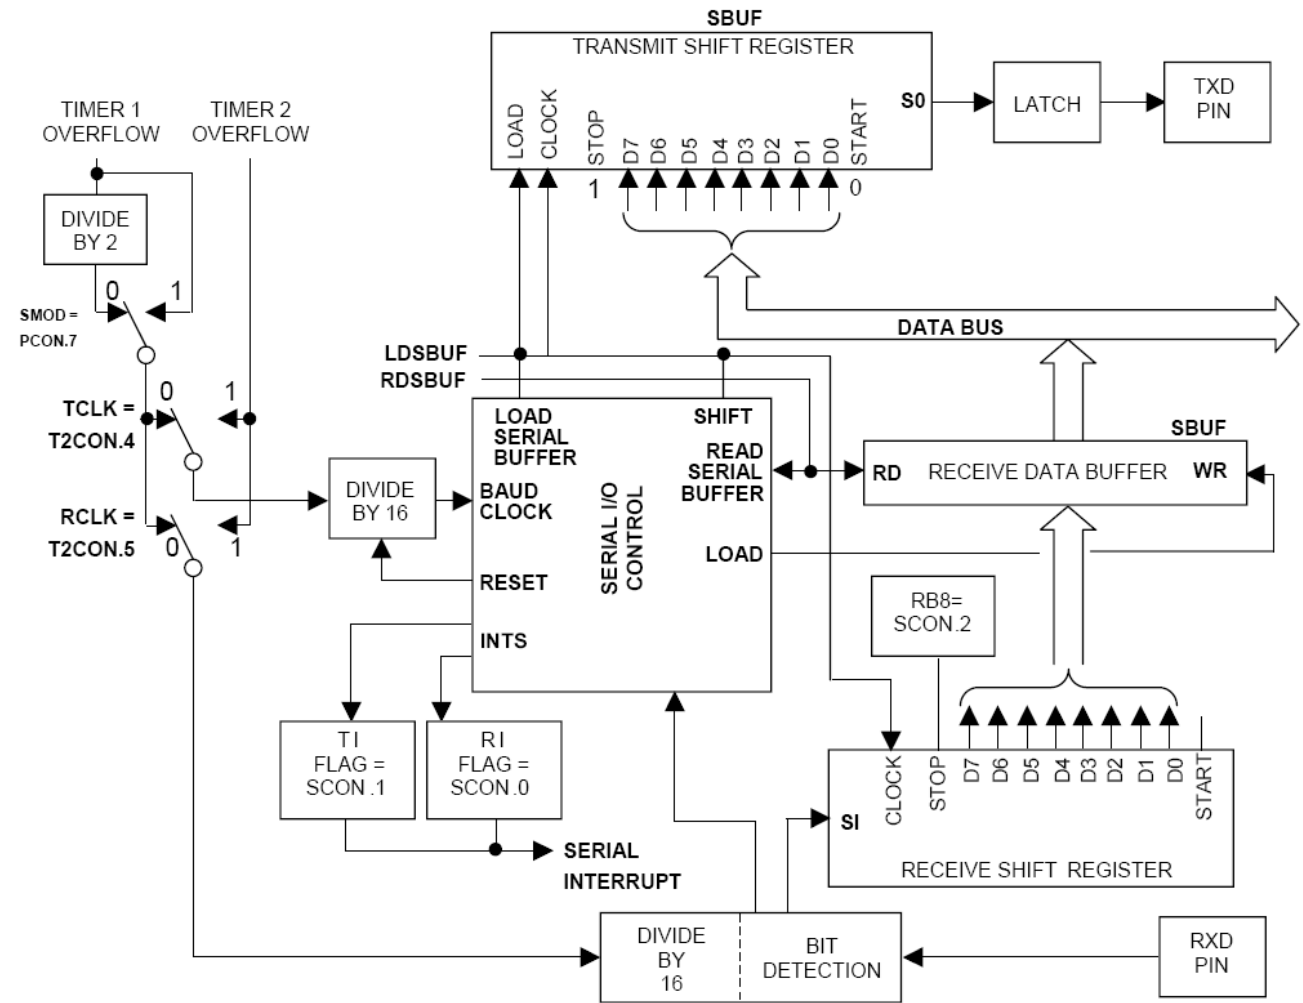 SBUF
TRANSMIT SHIFT REGISTER
LOAD
CLOCK
STOP
D7
D6
D5
D4
D3
D2
D1
D0
START
1
0
S0
LATCH
TXD
PIN
TIMER 1
OVERFLOW
TIMER 2
OVERFLOW
DIVIDE
BY 2
0
1
SMOD =
PCON.7
0
1
TCLK =
T2CON.4
RCLK =
T2CON.5
0
1
DATA BUS
LDSBUF
RDSBUF
LOAD
SERIAL
BUFFER
SHIFT
READ
SERIAL
BUFFER
BAUD
CLOCK
SERIAL I/O
CONTROL
LOAD
RESET
INTS
DIVIDE
BY 16
SBUF
RD
RECEIVE DATA BUFFER
WR
RB8=
SCON.2
TI
FLAG =
SCON.1
RI
FLAG =
SCON.0
SERIAL
INTERRUPT
SI
CLOCK
STOP
D7
D6
D5
D4
D3
D2
D1
D0
START
RECEIVE SHIFT REGISTER
DIVIDE
BY
16
BIT
DETECTION
RXD
PIN